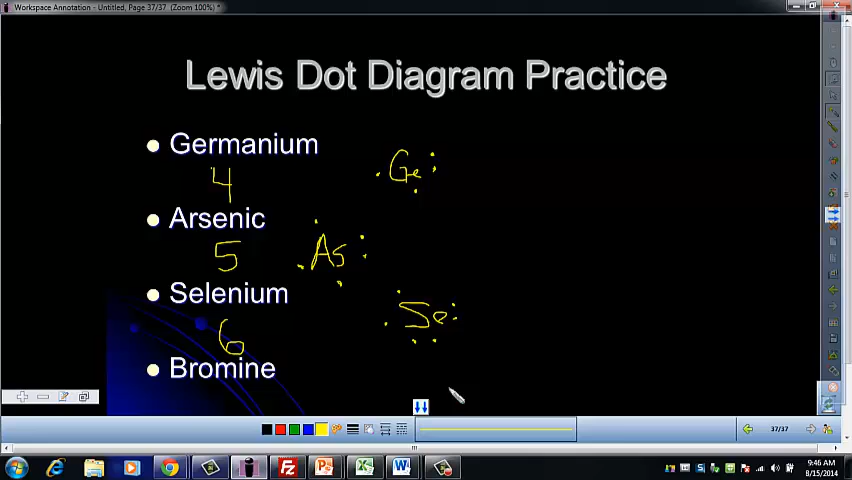 Workspace Annotation - Untitled, Page 37/37 (Zoom 100%) *
Lewis Dot Diagram Practice
Germanium
Ge
4
Arsenic
As
5
Selenium
Se
6
Bromine
37/37
9:46 AM
8/15/2014